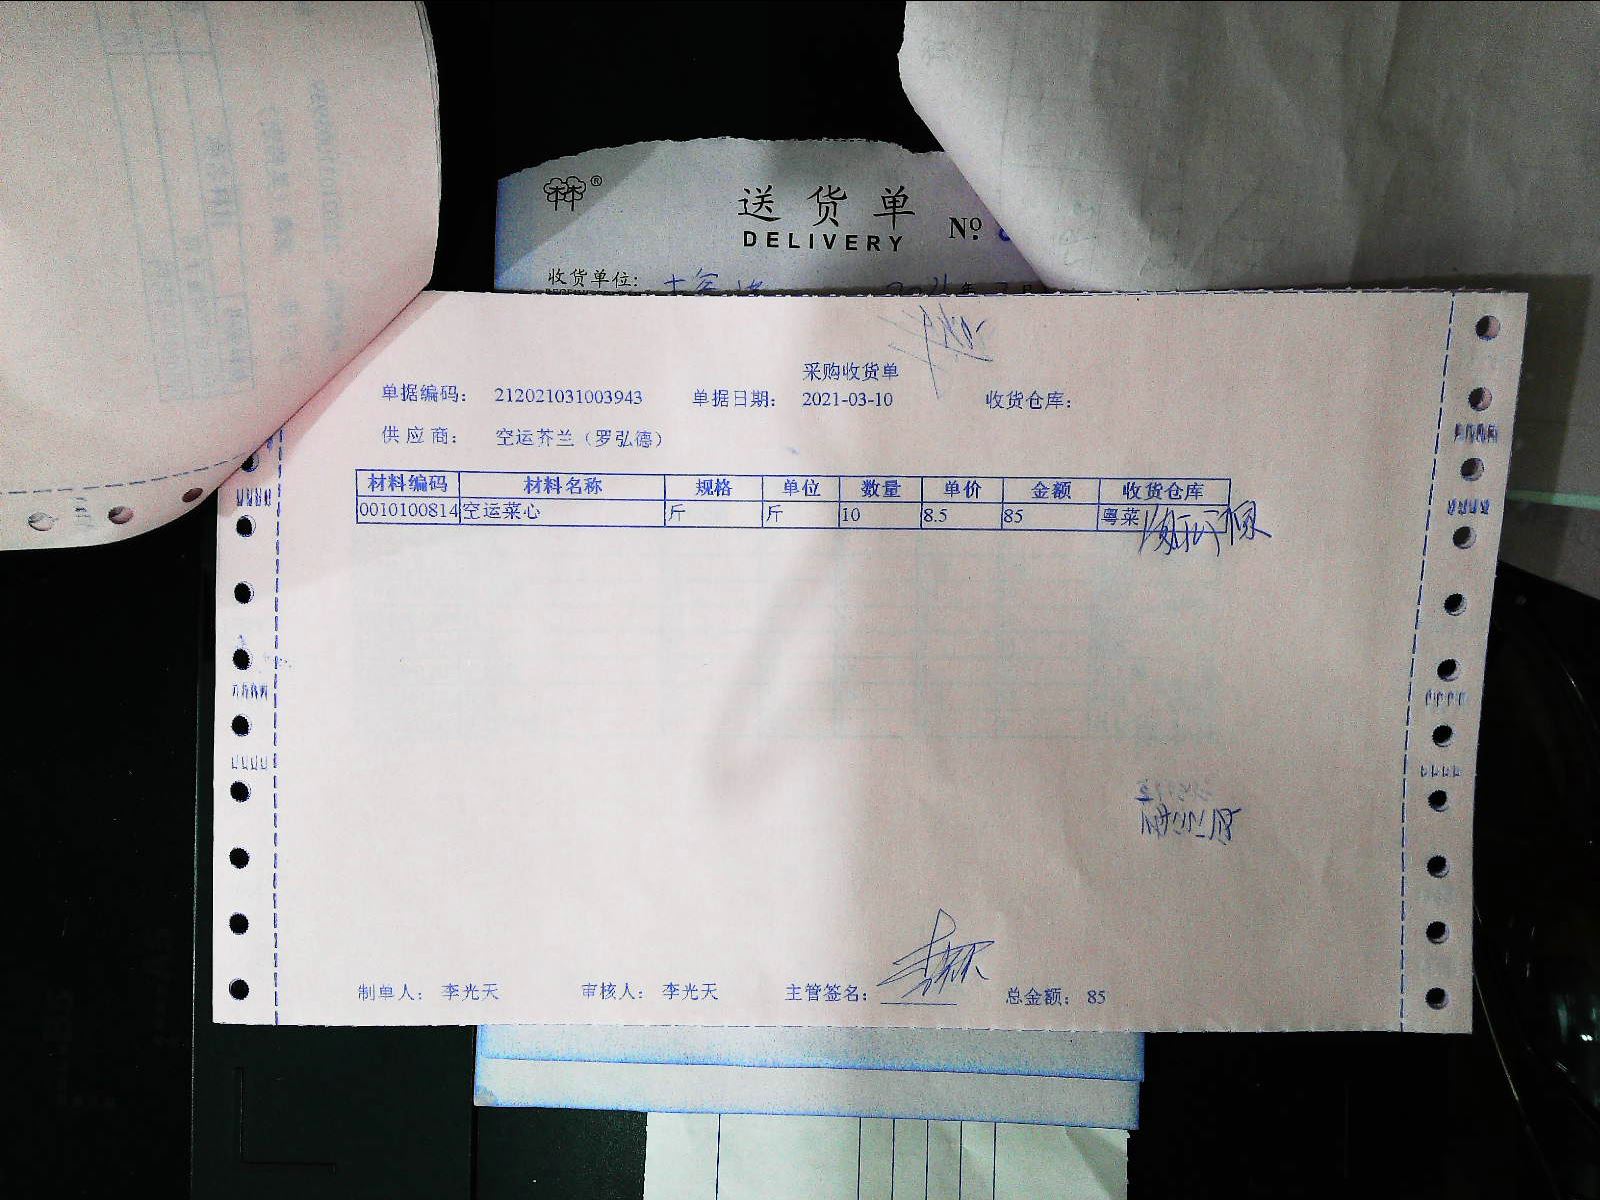 送货单
DELIVERY
№
收货单位:
采购收货单
单据编码: 212021031003943 单据日期: 2021-03-10 收货仓库:
供应商: 空运芥兰（罗弘德）
材料编码 材料名称 规格 单位 数量 单价 金额 收货仓库
0010100814 空运菜心 斤 斤 10 8.5 85 粤菜
制单人: 李光天 审核人: 李光天 主管签名: 总金额: 85